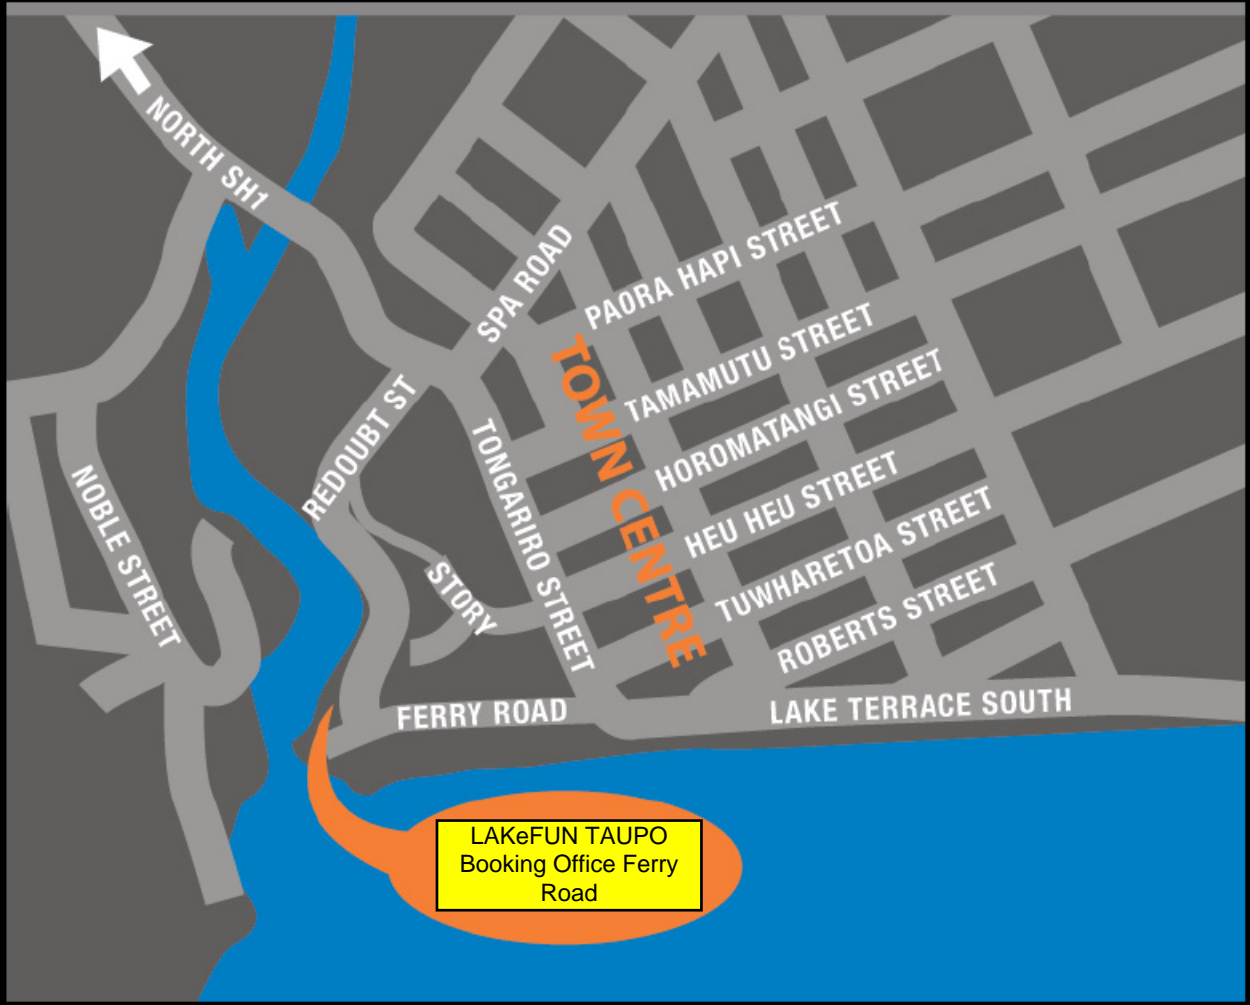 NORTH SH1
SPA ROAD
PAORA HAPI STREET
TAMAMUTU STREET
HOROMATANGI STREET
HEU HEU STREET
TUWHARETOA STREET
ROBERTS STREET
TOWN CENTRE
REDOUBT ST
TONGARIRO STREET
NOBLE STREET
STORY
FERRY ROAD
LAKE TERRACE SOUTH
LAKeFUN TAUPO
Booking Office Ferry
Road